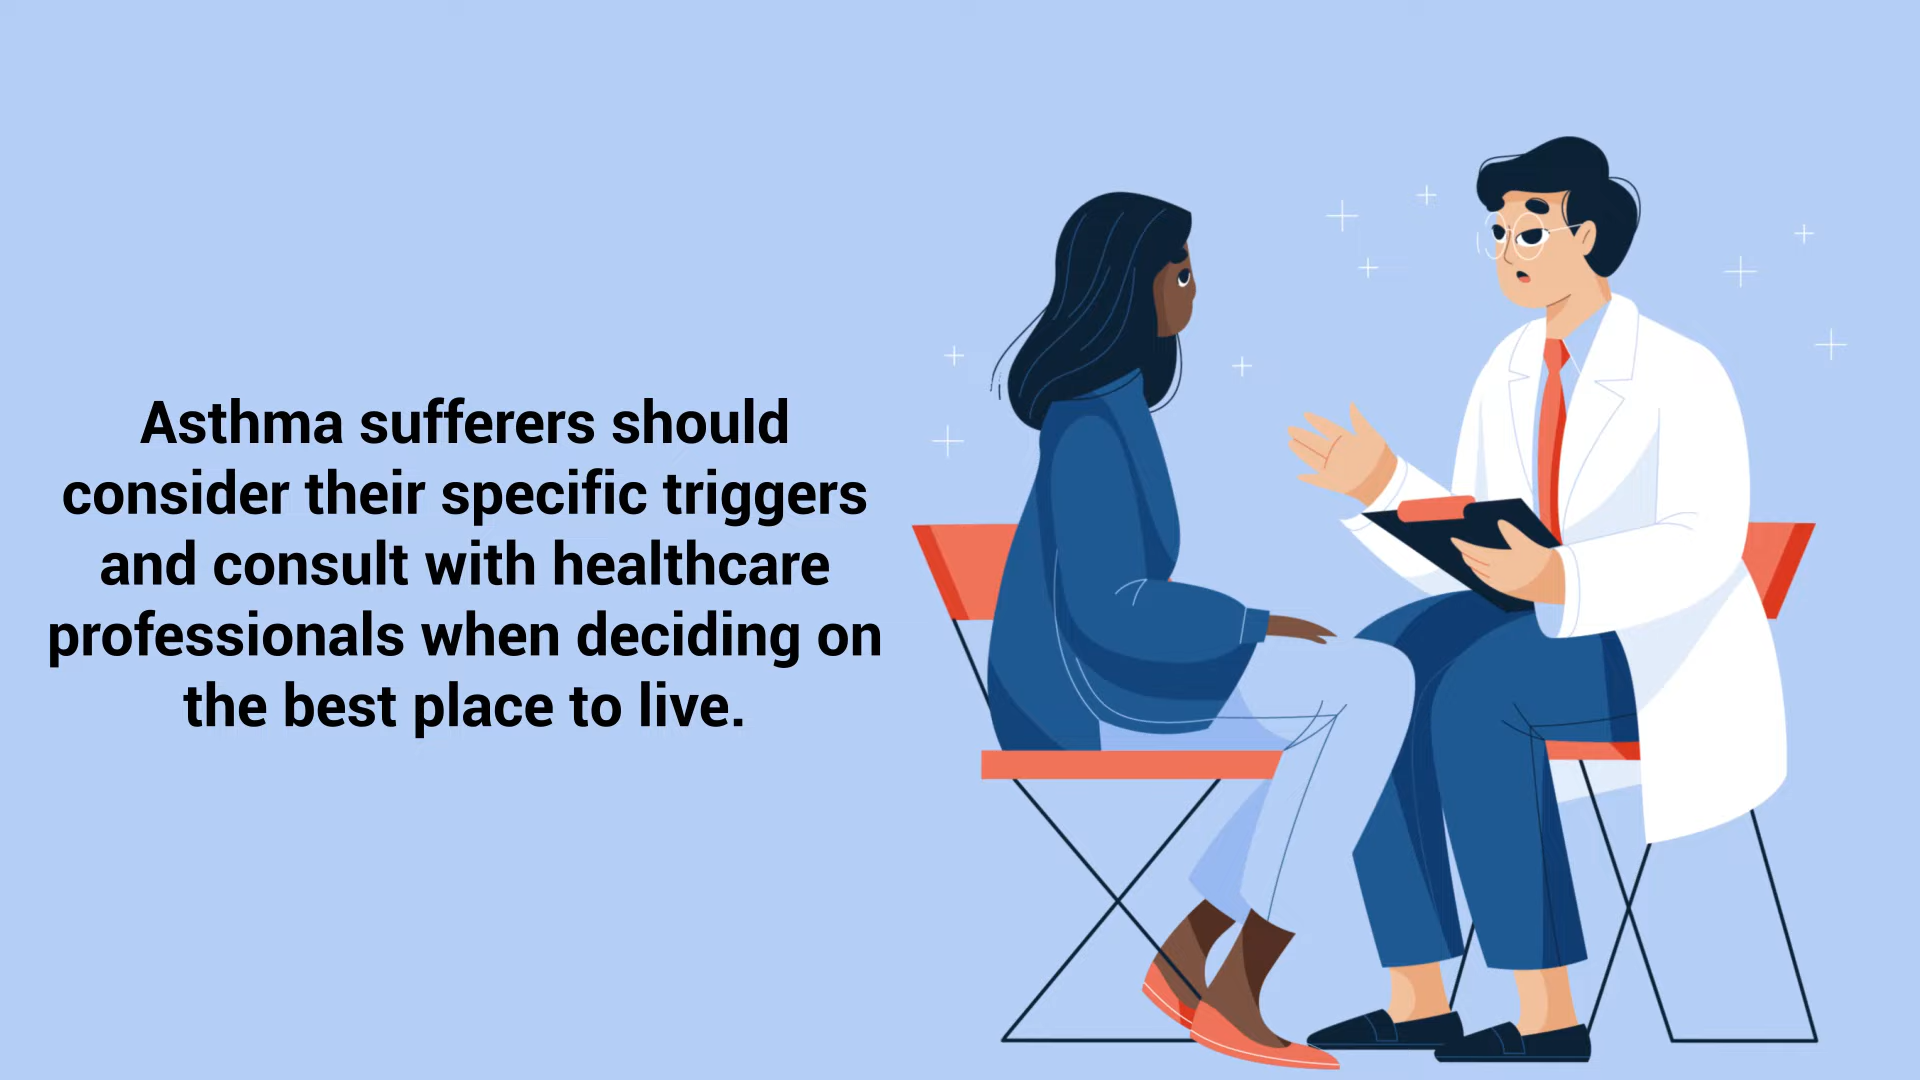 Asthma sufferers should
consider their specific triggers
and consult with healthcare
professionals when deciding on
the best place to live.